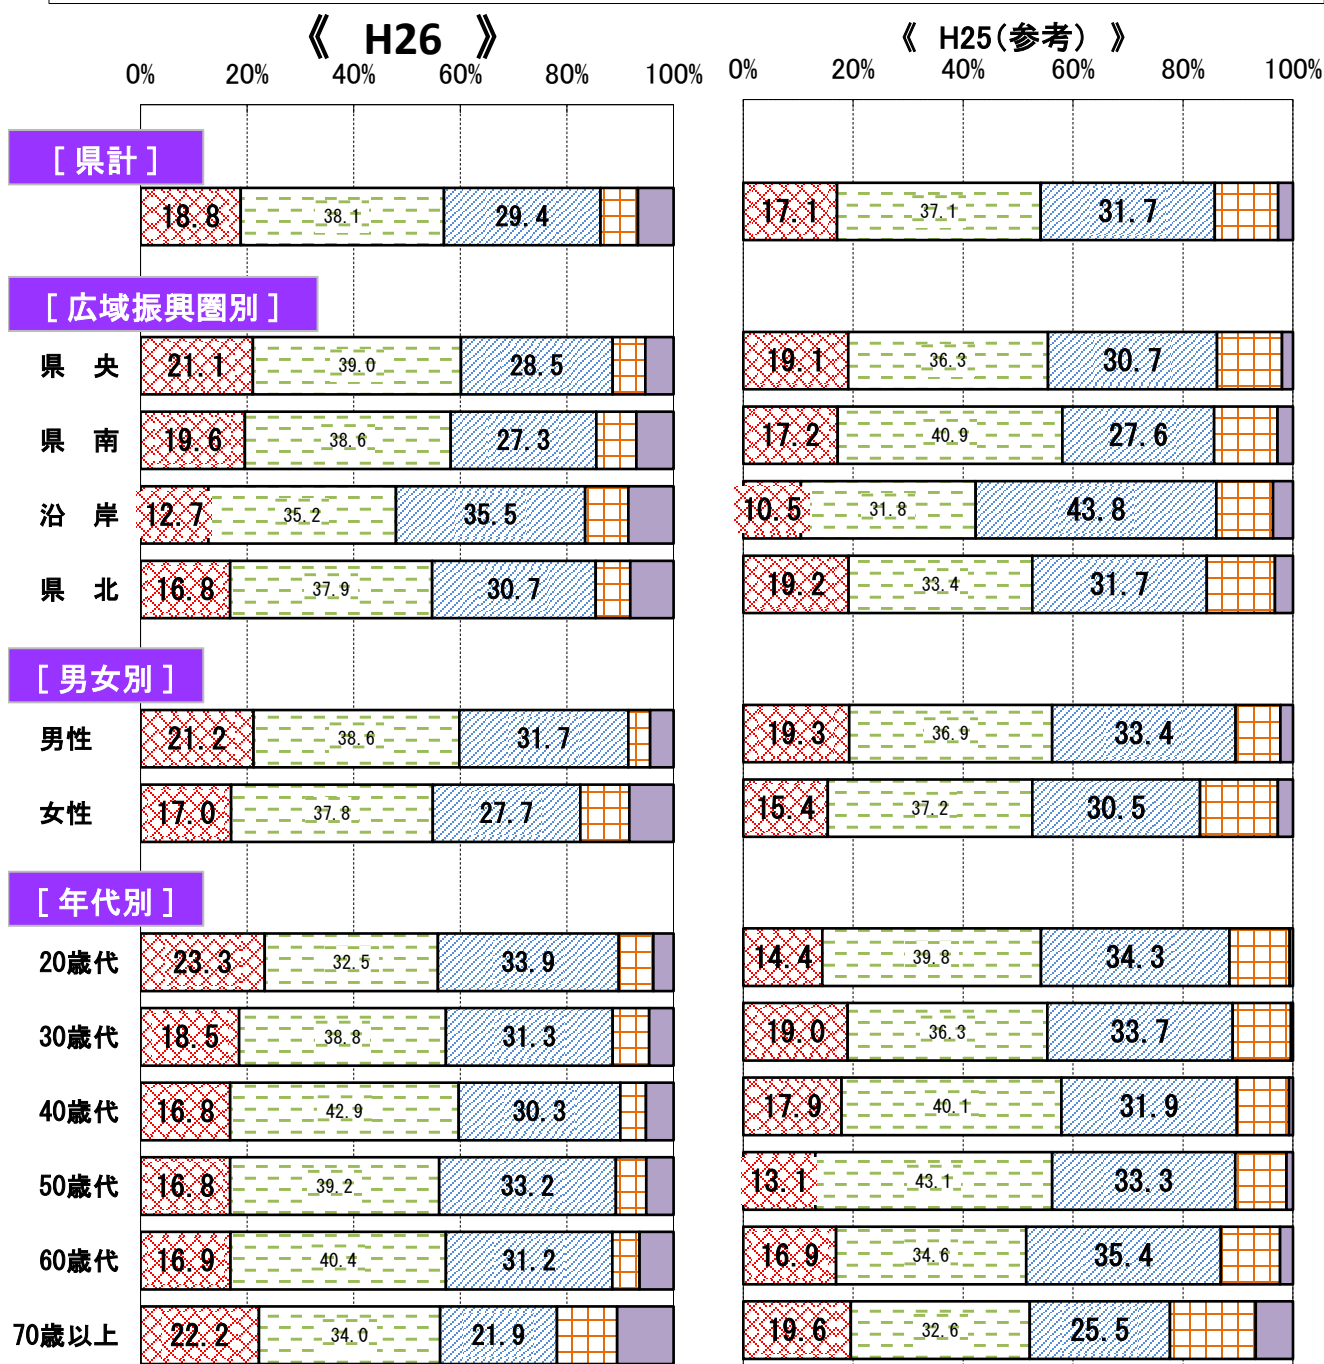 《 H26 》
《 H25(参考) 》
0% 20% 40% 60% 80% 100%
0% 20% 40% 60% 80% 100%
[ 県計 ]
18.8 38.1 29.4
17.1 37.1 31.7
[ 広域振興圏別 ]
県 央 21.1 39.0 28.5
19.1 36.3 30.7
県 南 19.6 38.6 27.3
17.2 40.9 27.6
沿 岸 12.7 35.2 35.5
10.5 31.8 43.8
県 北 16.8 37.9 30.7
19.2 33.4 31.7
[ 男女別 ]
男性 21.2 38.6 31.7
19.3 36.9 33.4
女性 17.0 37.8 27.7
15.4 37.2 30.5
[ 年代別 ]
20歳代 23.3 32.5 33.9
14.4 39.8 34.3
30歳代 18.5 38.8 31.3
19.0 36.3 33.7
40歳代 16.8 42.9 30.3
17.9 40.1 31.9
50歳代 16.8 39.2 33.2
13.1 43.1 33.3
60歳代 16.9 40.4 31.2
16.9 34.6 35.4
70歳以上 22.2 34.0 21.9
19.6 32.6 25.5